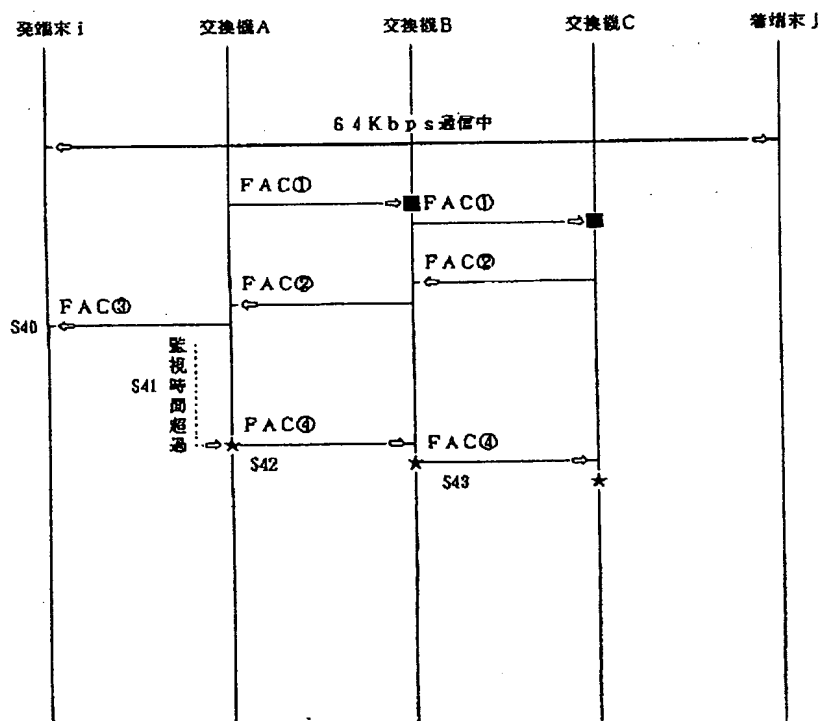 発端末i 交換機A 交換機B 交換機C 着端末j
64Kbps通信中
FAC①
FAC①
FAC②
FAC②
FAC③
S40
監視時間超過
S41
FAC④
FAC④
S42
S43